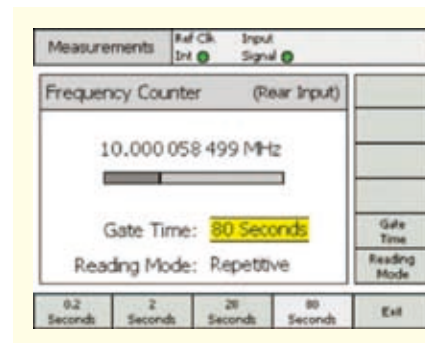 Measurements
Ref Clk
Int
Input
Signal
Frequency Counter (Rear Input)
10.000 058 499 MHz
Gate Time: 80 Seconds
Reading Mode: Repetitive
Gate
Time
Reading
Mode
0.2
Seconds
2
Seconds
20
Seconds
80
Seconds
Exit